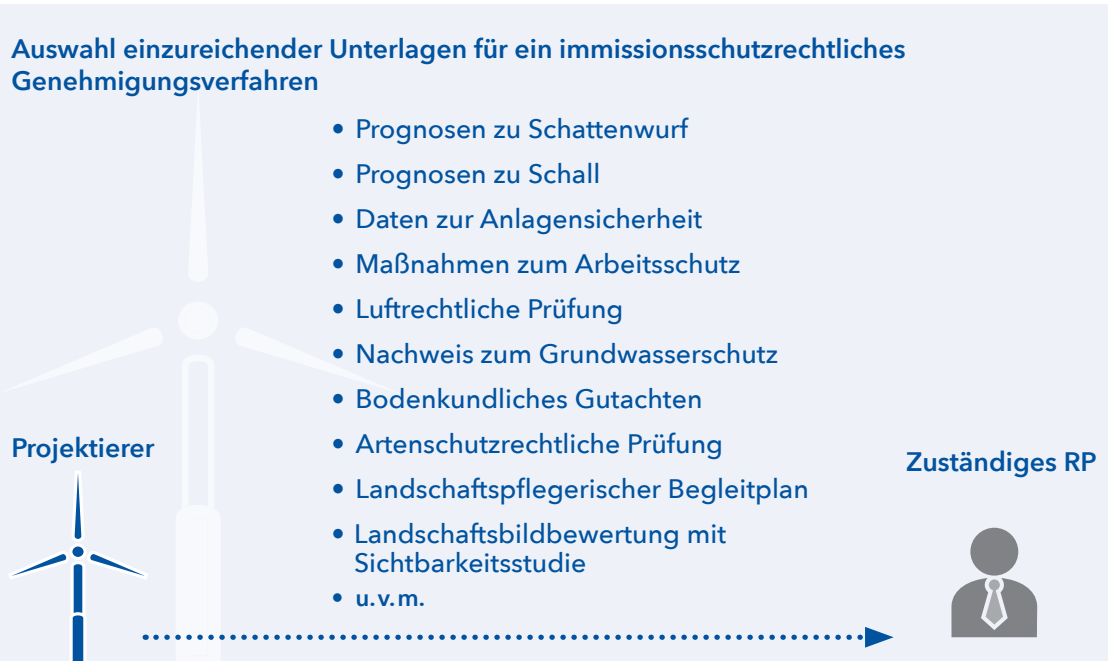 Auswahl einzureichender Unterlagen für ein immissionsschutzrechtliches
Genehmigungsverfahren
• Prognosen zu Schattenwurf
• Prognosen zu Schall
• Daten zur Anlagensicherheit
• Maßnahmen zum Arbeitsschutz
• Luftrechtliche Prüfung
• Nachweis zum Grundwasserschutz
• Bodenkundliches Gutachten
• Artenschutzrechtliche Prüfung
• Landschaftspflegerischer Begleitplan
• Landschaftsbildbewertung mit
Sichtbarkeitsstudie
• u.v.m.
Projektierer
Zuständiges RP